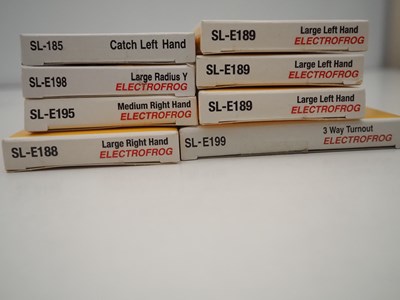 SL-185 Catch Left Hand
SL-E198 Large Radius Y
ELECTROFROG
SL-E195 Medium Right Hand
ELECTROFROG
SL-E188 Large Right Hand
ELECTROFROG
SL-E189 Large Left Hand
ELECTROFROG
SL-E189 Large Left Hand
ELECTROFROG
SL-E189 Large Left Hand
ELECTROFROG
SL-E199 3 Way Turnout
ELECTROFROG